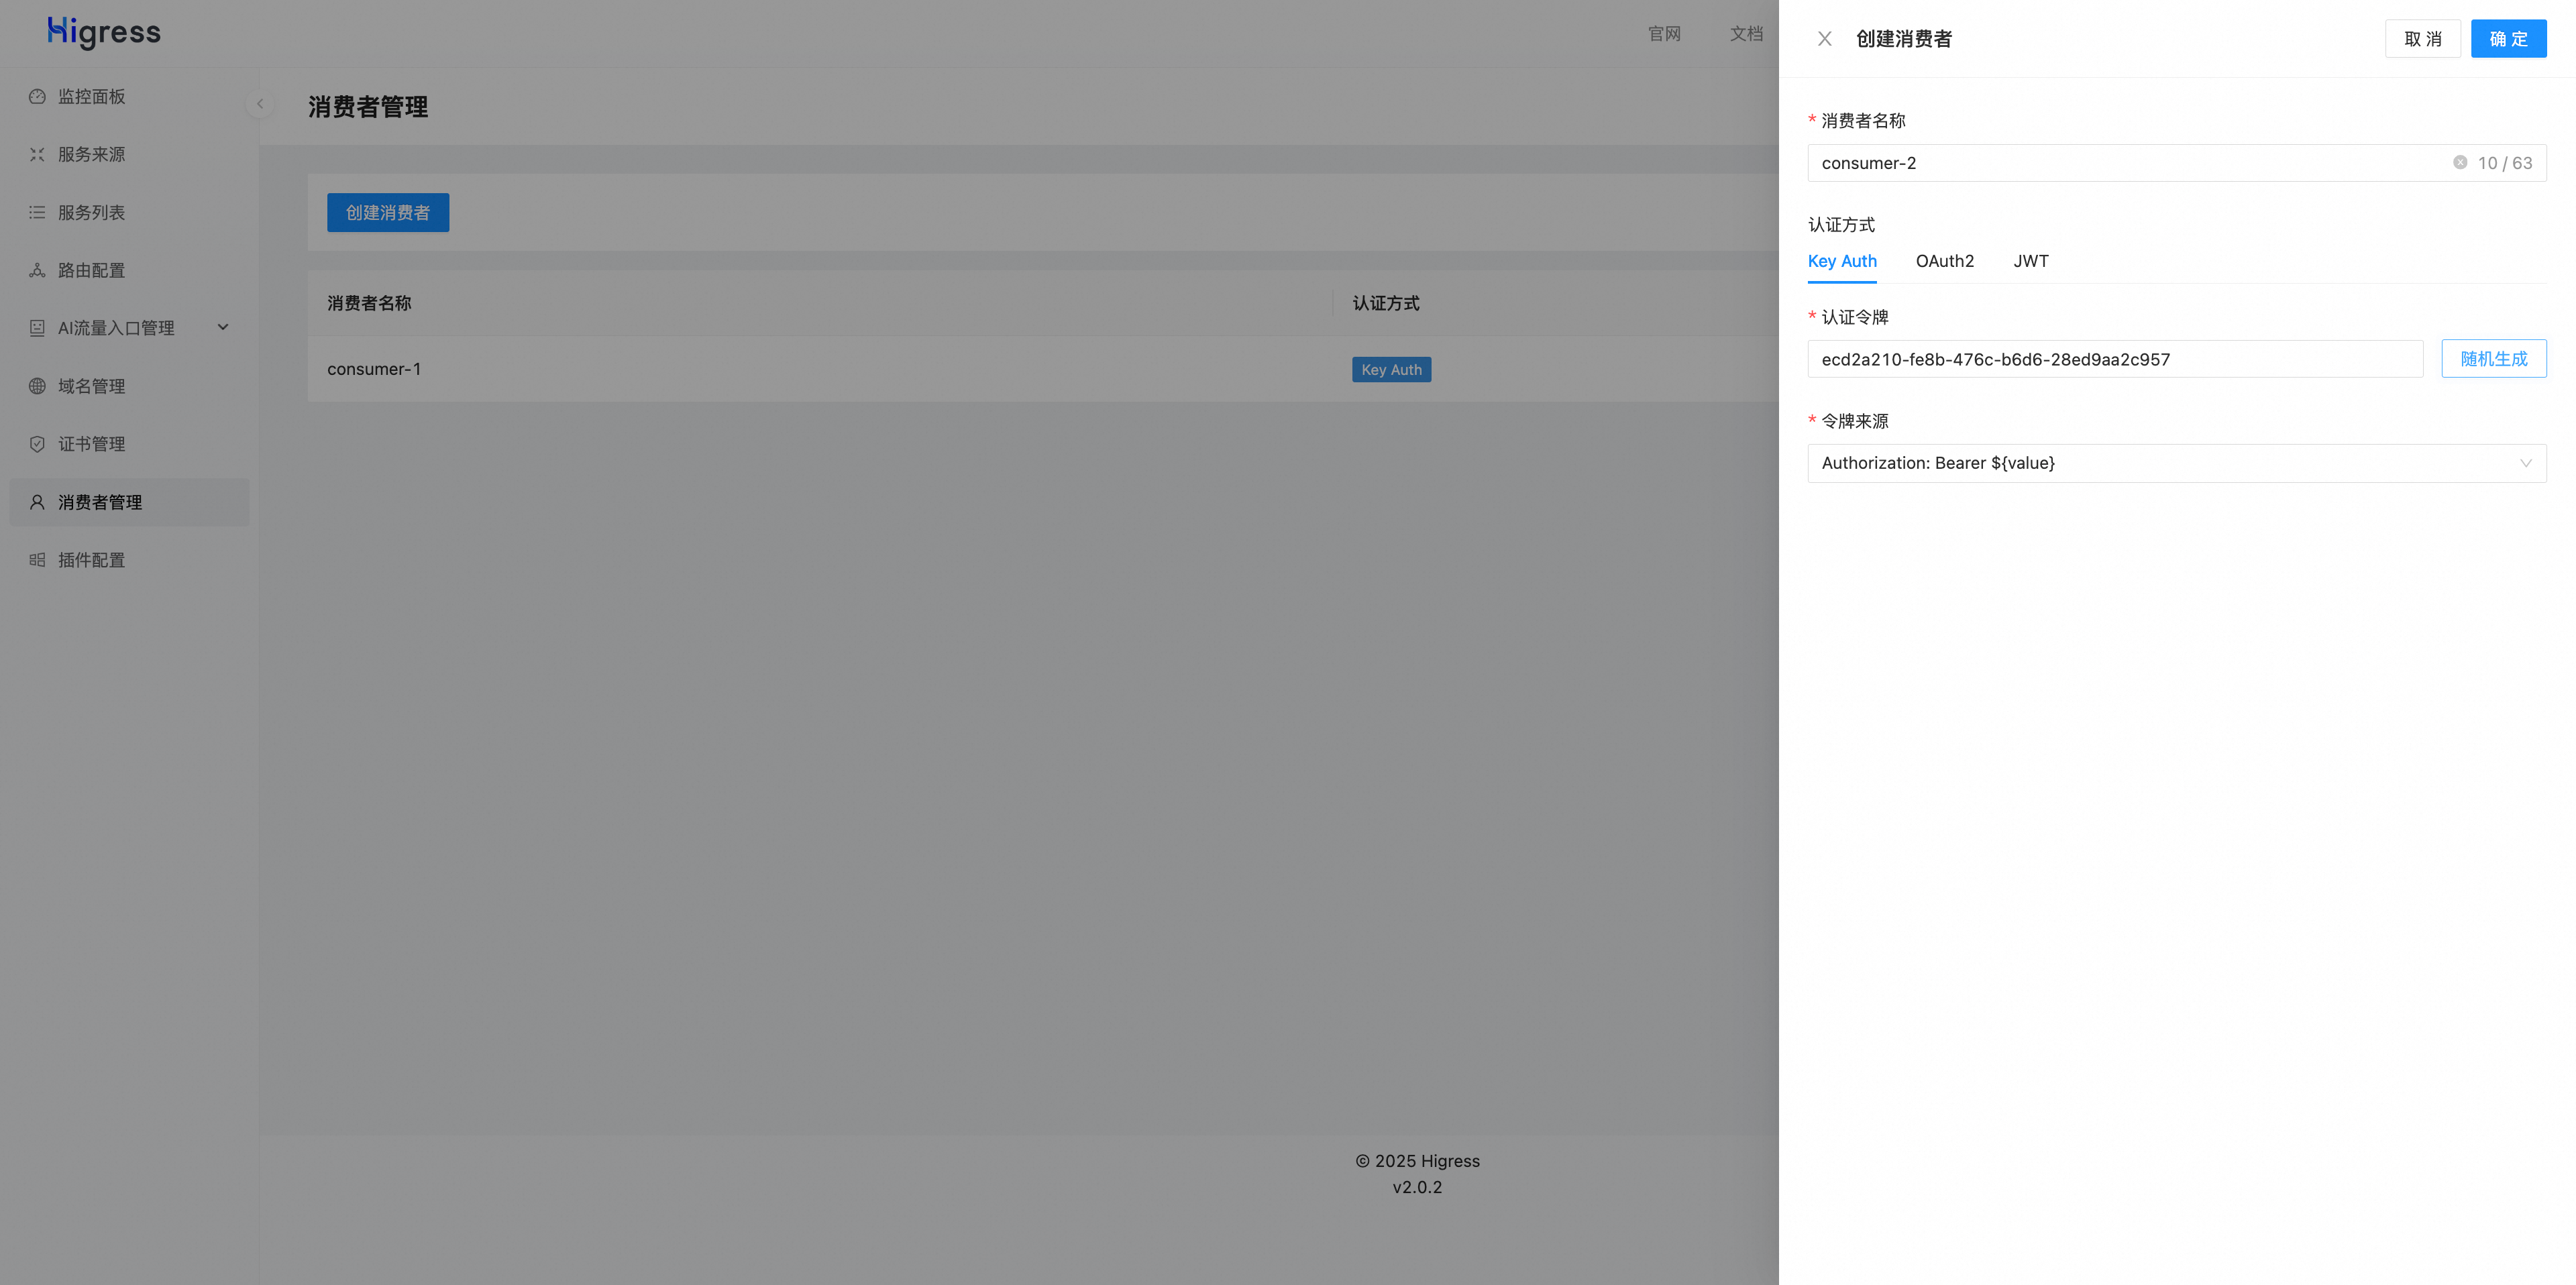 Higress
官网
文档
监控面板
服务来源
服务列表
路由配置
AI流量入口管理
域名管理
证书管理
消费者管理
插件配置
消费者管理
创建消费者
消费者名称
认证方式
consumer-1
Key Auth
© 2025 Higress
v2.0.2
创建消费者
取 消
确 定
* 消费者名称
consumer-2
10 / 63
认证方式
Key Auth
OAuth2
JWT
* 认证令牌
ecd2a210-fe8b-476c-b6d6-28ed9aa2c957
随机生成
* 令牌来源
Authorization: Bearer ${value}